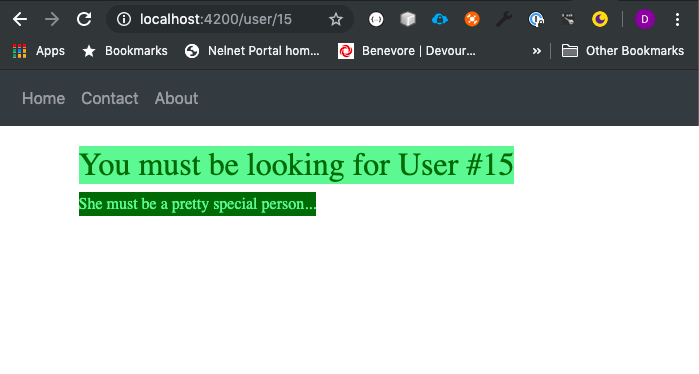 localhost:4200/user/15
D
Apps Bookmarks Nelnet Portal hom... Benevore | Devour... » Other Bookmarks
Home Contact About
You must be looking for User #15
She must be a pretty special person...